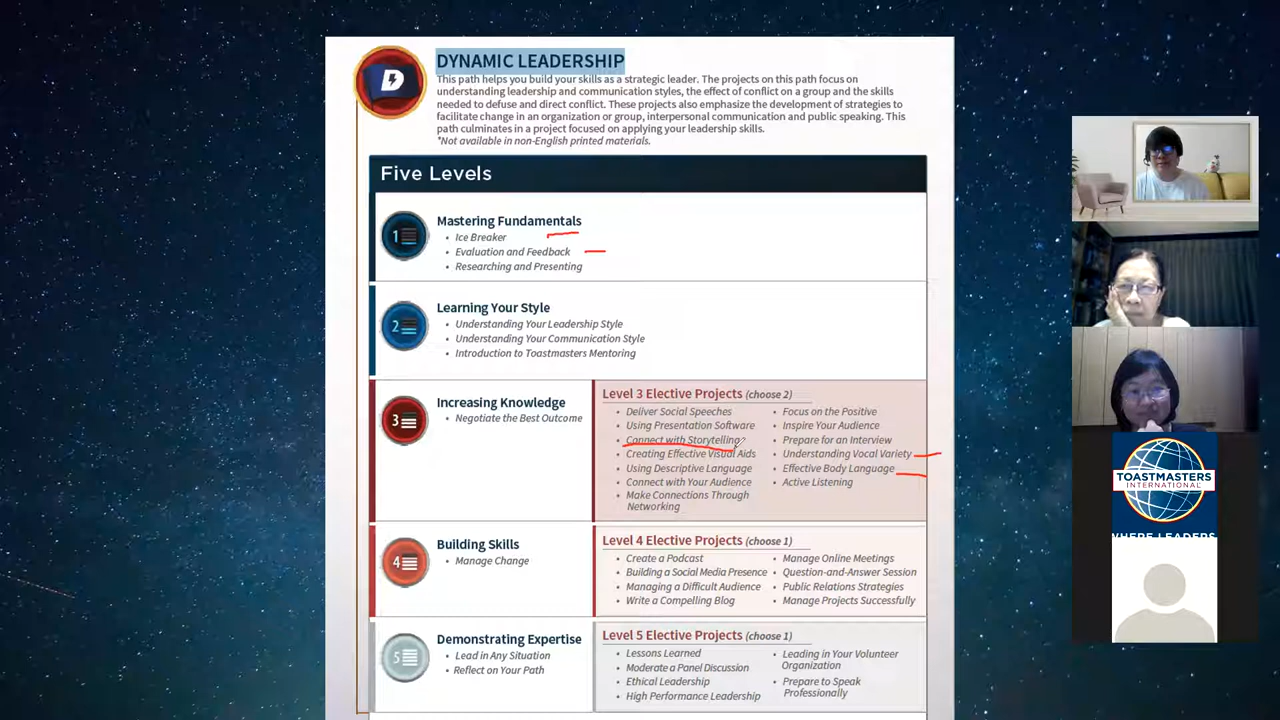 DYNAMIC LEADERSHIP
This path helps you build your skills as a strategic leader. The projects on this path focus on
understanding leadership and communication styles, the effect of conflict on a group and the skills
needed to defuse and direct conflict. These projects also emphasize the development of strategies to
facilitate change in an organization or group, interpersonal communication and public speaking. This
path culminates in a project focused on applying your leadership skills.
*Not available in non-English printed materials.
D
Five Levels
1
Mastering Fundamentals
• Ice Breaker
• Evaluation and Feedback
• Researching and Presenting
2
Learning Your Style
• Understanding Your Leadership Style
• Understanding Your Communication Style
• Introduction to Toastmasters Mentoring
3
Increasing Knowledge
• Negotiate the Best Outcome
Level 3 Elective Projects (choose 2)
• Deliver Social Speeches
• Using Presentation Software
• Connect with Storytelling
• Creating Effective Visual Aids
• Using Descriptive Language
• Connect with Your Audience
• Make Connections Through
Networking
• Focus on the Positive
• Inspire Your Audience
• Prepare for an Interview
• Understanding Vocal Variety
• Effective Body Language
• Active Listening
4
Building Skills
• Manage Change
Level 4 Elective Projects (choose 1)
• Create a Podcast
• Building a Social Media Presence
• Managing a Difficult Audience
• Write a Compelling Blog
• Manage Online Meetings
• Question-and-Answer Session
• Public Relations Strategies
• Manage Projects Successfully
5
Demonstrating Expertise
• Lead in Any Situation
• Reflect on Your Path
Level 5 Elective Projects (choose 1)
• Lessons Learned
• Moderate a Panel Discussion
• Ethical Leadership
• High Performance Leadership
• Leading in Your Volunteer
Organization
• Prepare to Speak
Professionally
TOASTMASTERS
INTERNATIONAL
WHERE LEADERS